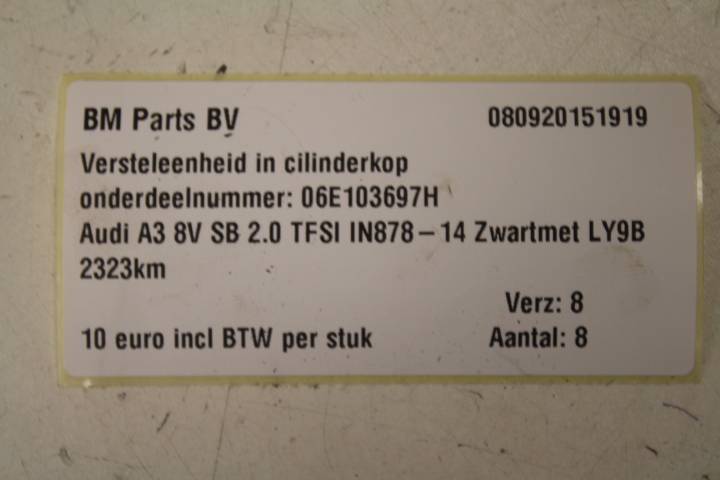 BM Parts BV 080920151919
Versteleenheid in cilinderkop
onderdeelnummer: 06E103697H
Audi A3 8V SB 2.0 TFSI IN878 – 14 Zwartmet LY9B
2323km
Verz: 8
10 euro incl BTW per stuk Aantal: 8